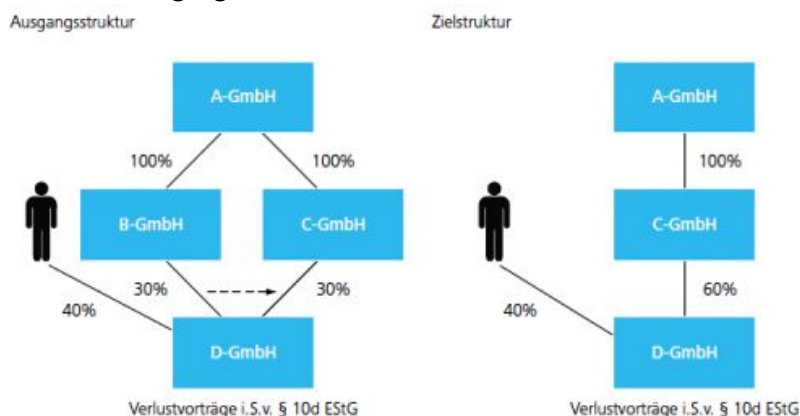 Ausgangsstruktur
Zielstruktur
A-GmbH
A-GmbH
100%
100%
100%
B-GmbH
C-GmbH
C-GmbH
30%
30%
60%
40%
40%
D-GmbH
D-GmbH
Verlustvorträge i.S.v. § 10d EStG
Verlustvorträge i.S.v. § 10d EStG